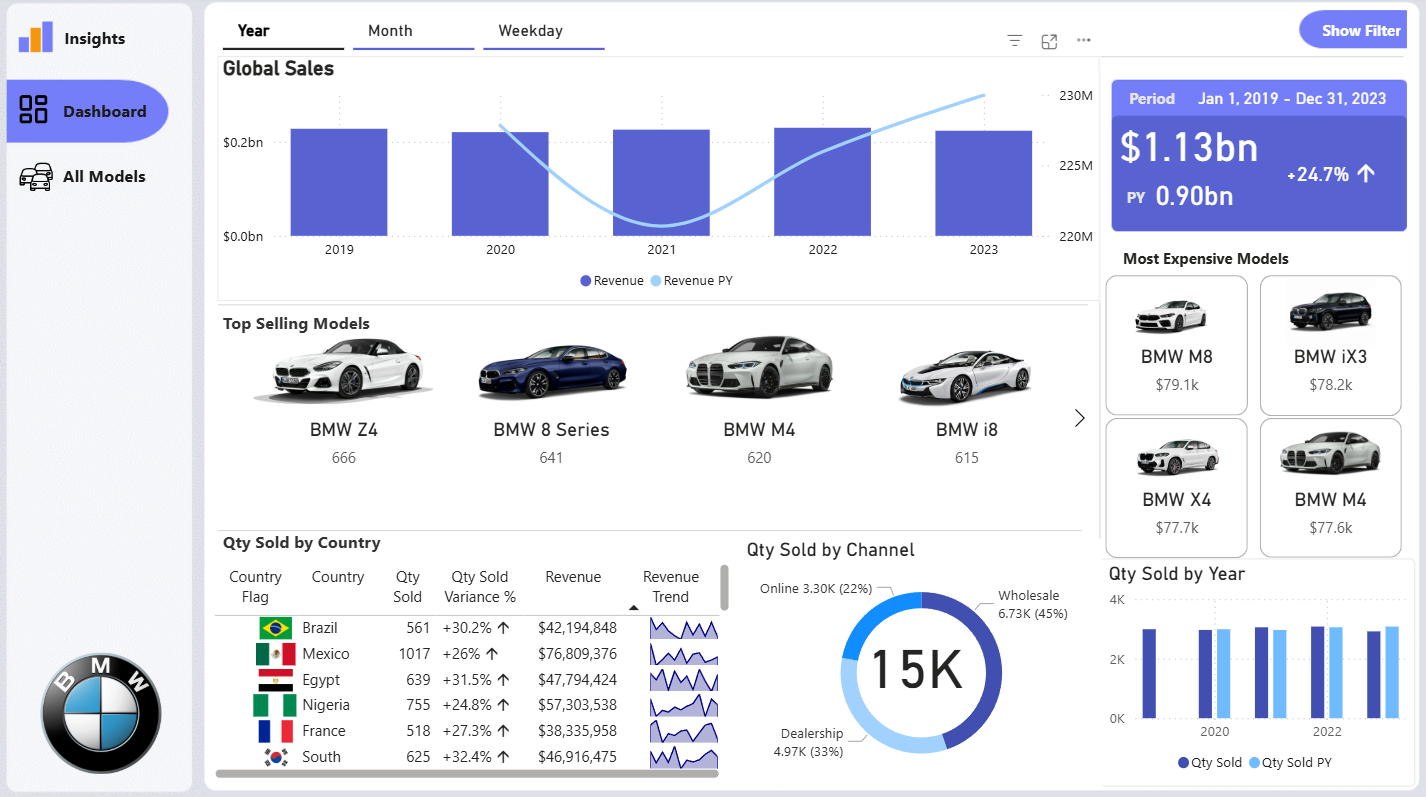 Insights
Dashboard
All Models
B M W
Year Month Weekday
Show Filter
Global Sales
$0.2bn
$0.0bn
230M
225M
220M
2019 2020 2021 2022 2023
Revenue Revenue PY
Period Jan 1, 2019 - Dec 31, 2023
$1.13bn
+24.7%
PY 0.90bn
Most Expensive Models
BMW M8 BMW iX3
$79.1k $78.2k
BMW X4 BMW M4
$77.7k $77.6k
Top Selling Models
BMW Z4 BMW 8 Series BMW M4 BMW i8
666 641 620 615
Qty Sold by Country
Country Flag Country Qty Sold Qty Sold Variance % Revenue Revenue Trend
Brazil 561 +30.2% $42,194,848
Mexico 1017 +26% $76,809,376
Egypt 639 +31.5% $47,794,424
Nigeria 755 +24.8% $57,303,538
France 518 +27.3% $38,335,958
South 625 +32.4% $46,916,475
Qty Sold by Channel
Online 3.30K (22%)
Wholesale
6.73K (45%)
15K
Dealership
4.97K (33%)
Qty Sold by Year
4K
2K
0K
2020 2022
Qty Sold Qty Sold PY